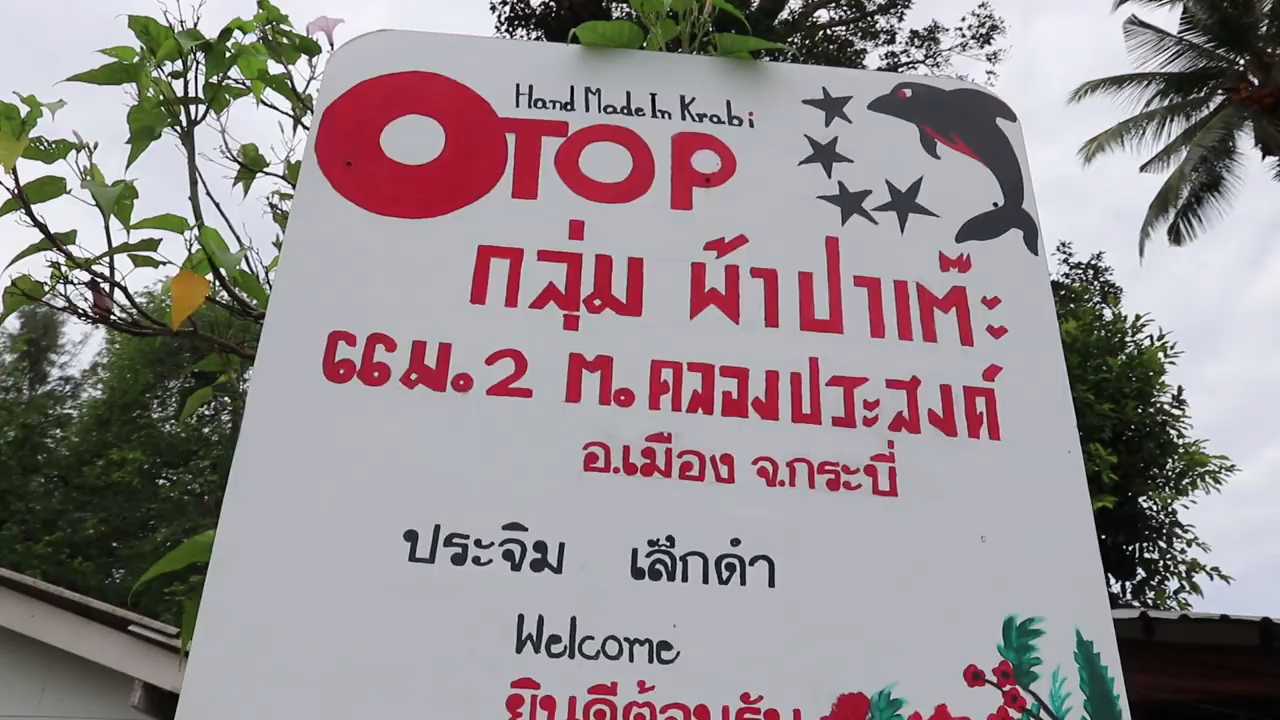 Hand Made In Krabi
OTOP
กลุ่ม ผ้าปาเต๊ะ
แม.2 ต.คลองประสงค์
อ.เมือง จ.กระบี่
ประจิม เล็กดำ
Welcome
ยินดีต้อนรับ